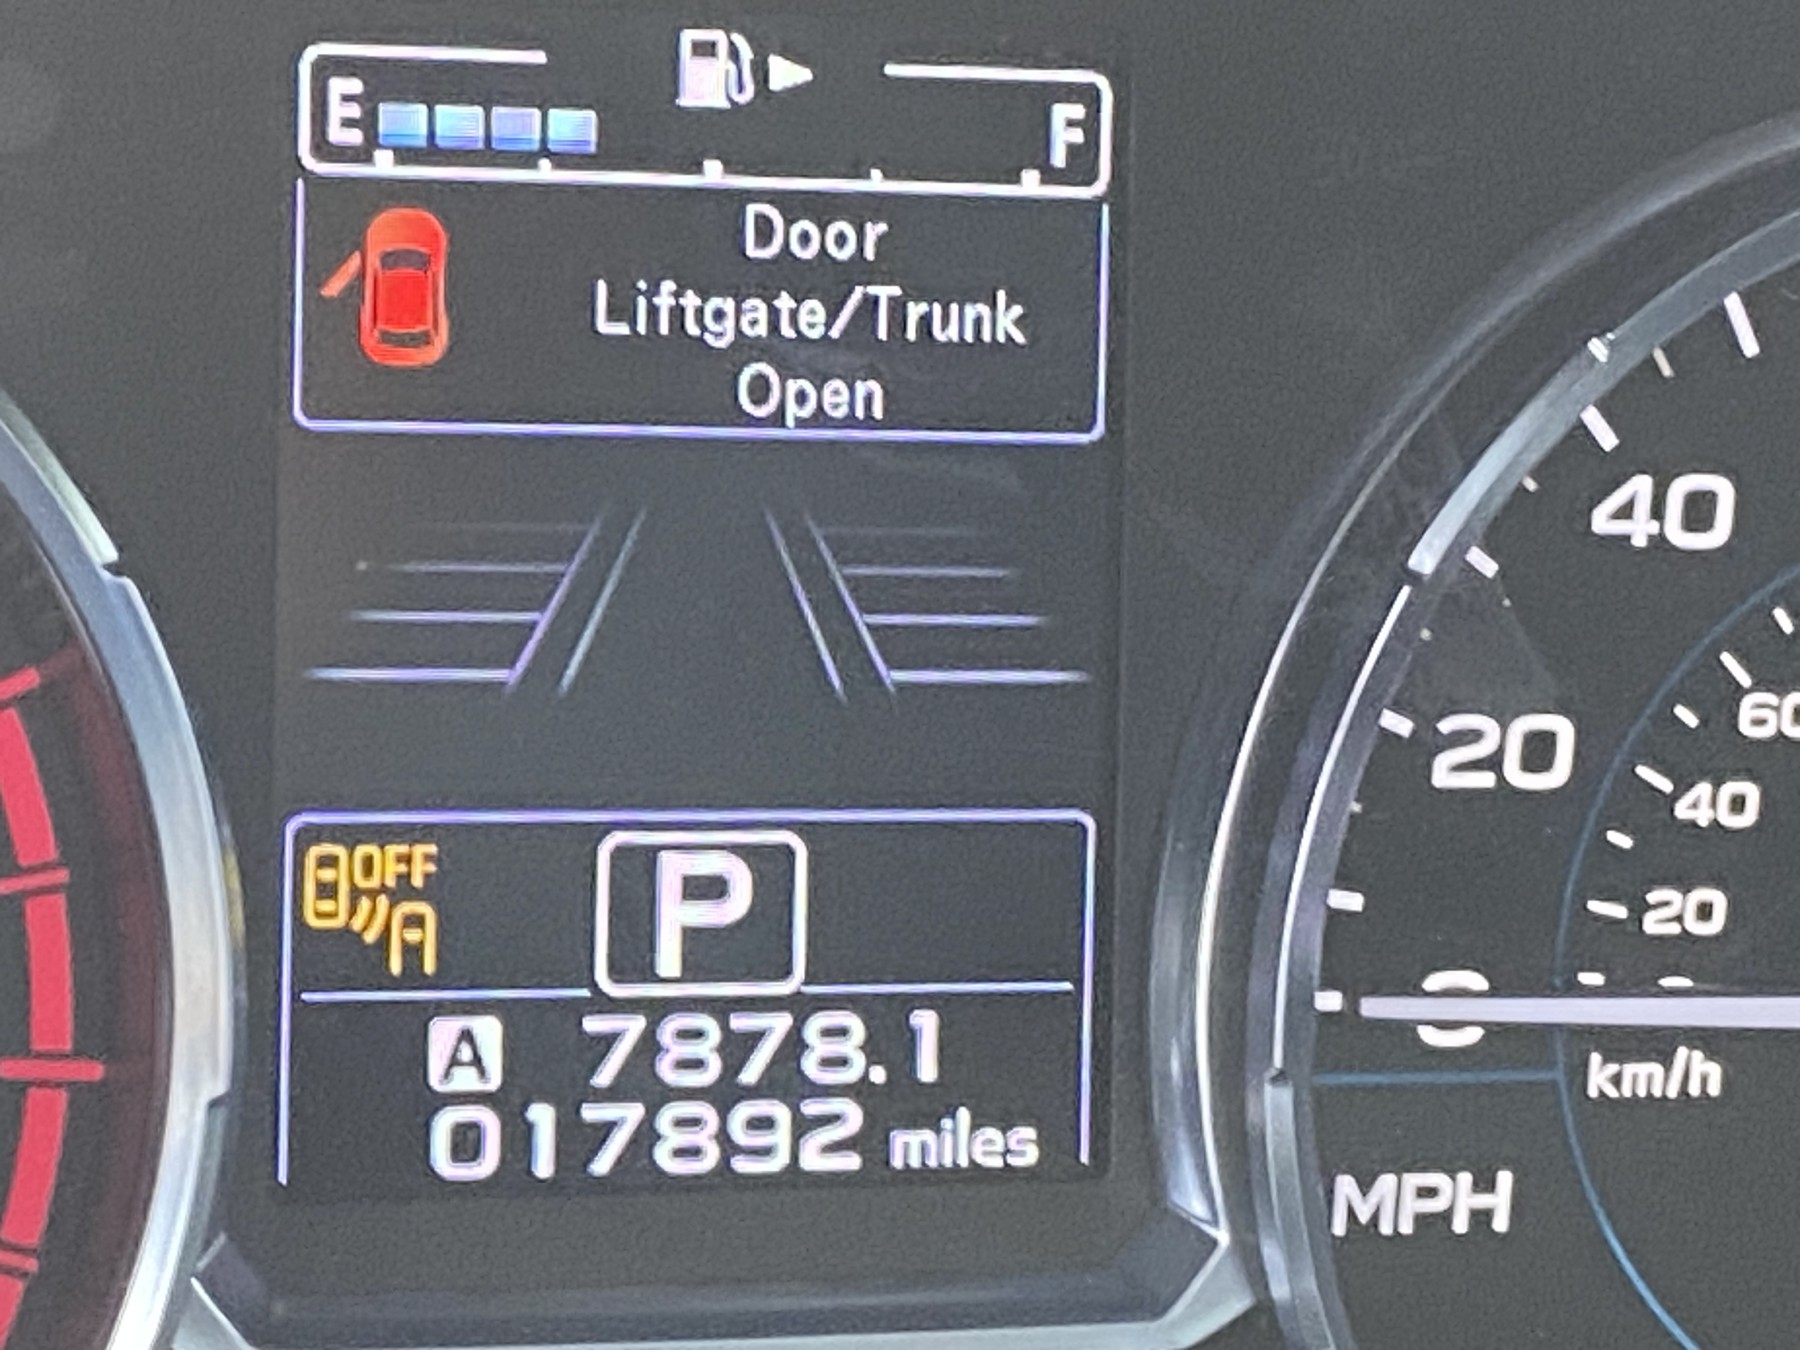 E F
Door
Liftgate/Trunk
Open
OFF
P
A 7878.1
017892 miles
40
20
0
MPH
60
40
20
km/h